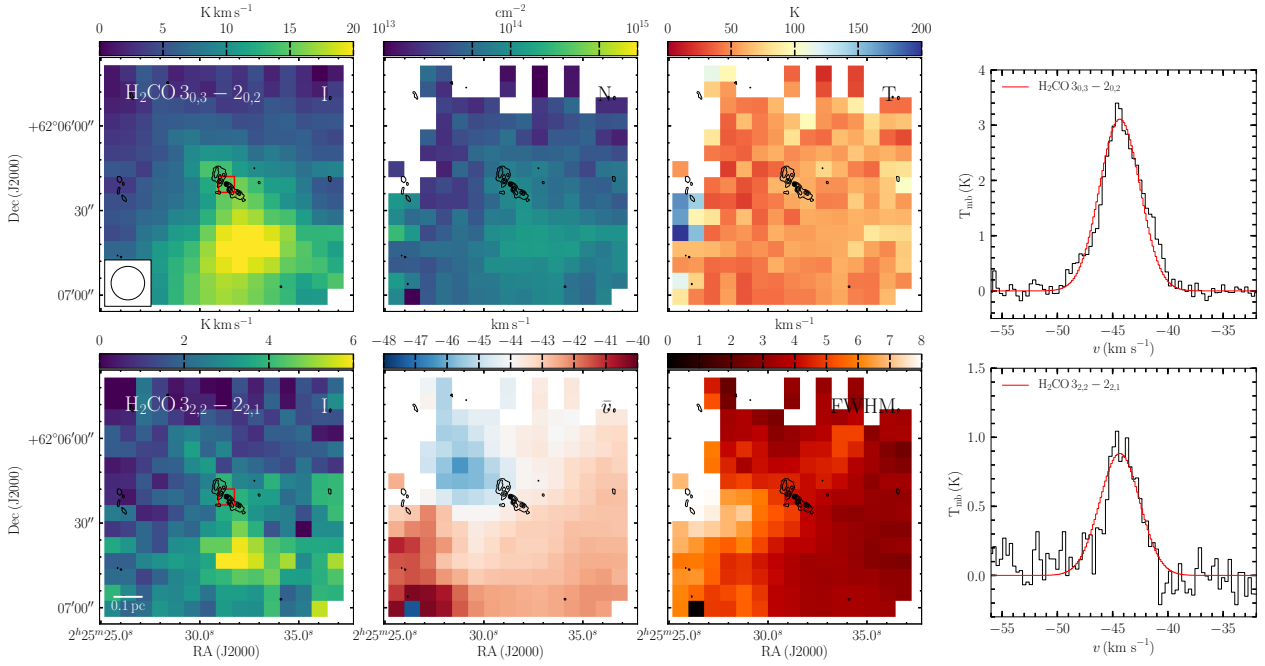 K km s⁻¹
0 5 10 15 20
cm⁻²
10¹³ 10¹⁴ 10¹⁵
K
0 50 100 150 200
H₂CO 3₀,₃ − 2₀,₂ I
N
T
+62°06′00″
30″
07′00″
Dec (J2000)
4
3
2
1
0
T_mb (K)
H₂CO 3₀,₃ − 2₀,₂
−55 −50 −45 −40 −35
v (km s⁻¹)
K km s⁻¹
0 2 4 6
km s⁻¹
−48 −47 −46 −45 −44 −43 −42 −41 −40
km s⁻¹
0 1 2 3 4 5 6 7 8
H₂CO 3₂,₂ − 2₂,₁ I
v̄
FWHM
+62°06′00″
30″
07′00″
Dec (J2000)
0.1 pc
2ʰ25ᵐ25.0ˢ 30.0ˢ 35.0ˢ
RA (J2000)
2ʰ25ᵐ25.0ˢ 30.0ˢ 35.0ˢ
RA (J2000)
2ʰ25ᵐ25.0ˢ 30.0ˢ 35.0ˢ
RA (J2000)
1.5
1.0
0.5
0.0
T_mb (K)
H₂CO 3₂,₂ − 2₂,₁
−55 −50 −45 −40 −35
v (km s⁻¹)